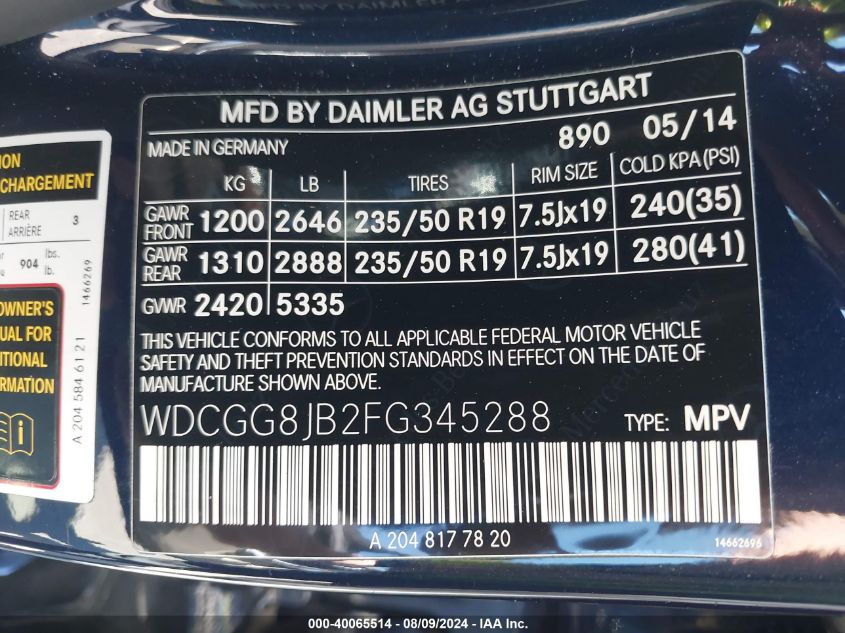 MFD BY DAIMLER AG STUTTGART
MADE IN GERMANY 890 05/14
KG LB TIRES RIM SIZE COLD KPA(PSI)
GAWR FRONT 1200 2646 235/50 R19 7.5Jx19 240(35)
GAWR REAR 1310 2888 235/50 R19 7.5Jx19 280(41)
GVWR 2420 5335
THIS VEHICLE CONFORMS TO ALL APPLICABLE FEDERAL MOTOR VEHICLE
SAFETY AND THEFT PREVENTION STANDARDS IN EFFECT ON THE DATE OF
MANUFACTURE SHOWN ABOVE.
WDCGG8JB2FG345288 TYPE: MPV
A 204 817 78 20
14662696
CHARGEMENT
REAR
ARRIÈRE 3
904 lbs.
lb.
1466269
A 204 584 61 21
OWNER'S
FOR
000-40065514 - 08/09/2024 - IAA Inc.